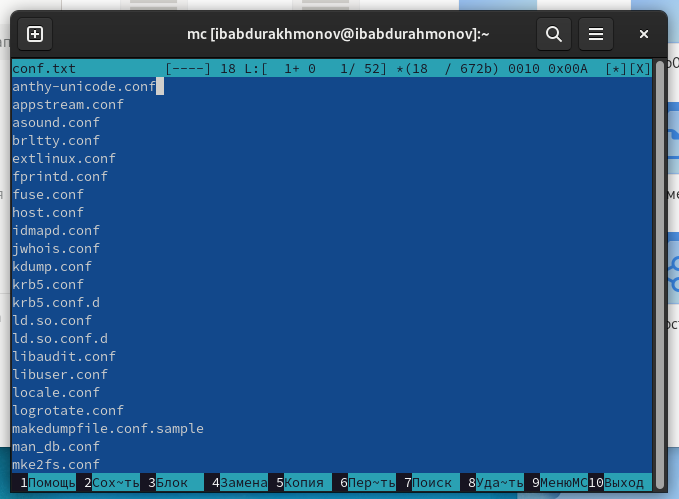 mc [ibabdurakhmonov@ibabdurahmonov]:~
conf.txt [----] 18 L:[ 1+ 0 1/ 52] *(18 / 672b) 0010 0x00A [*][X]
anthy-unicode.conf
appstream.conf
asound.conf
brltty.conf
extlinux.conf
fprintd.conf
fuse.conf
host.conf
idmapd.conf
jwhois.conf
kdump.conf
krb5.conf
krb5.conf.d
ld.so.conf
ld.so.conf.d
libaudit.conf
libuser.conf
locale.conf
logrotate.conf
makedumpfile.conf.sample
man_db.conf
mke2fs.conf
1Помощь 2Сох~ть 3Блок 4Замена 5Копия 6Пер~ть 7Поиск 8Уда~ть 9МенюMC 10Выход